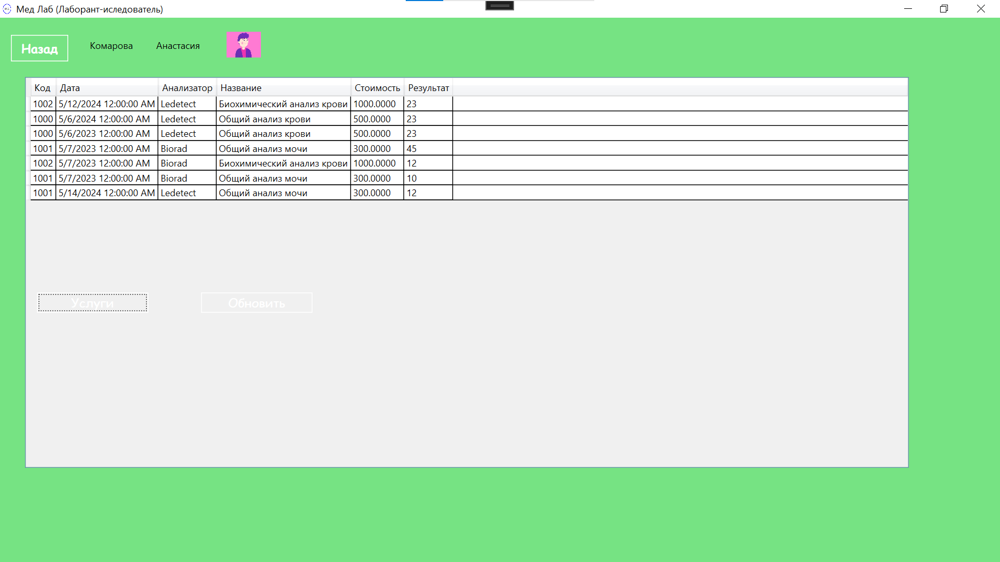 Мед Лаб (Лаборант-иследователь)
Назад Комарова Анастасия
Код Дата Анализатор Название Стоимость Результат
1002 5/12/2024 12:00:00 AM Ledetect Биохимический анализ крови 1000.0000 23
1000 5/6/2024 12:00:00 AM Ledetect Общий анализ крови 500.0000 23
1000 5/6/2023 12:00:00 AM Ledetect Общий анализ крови 500.0000 23
1001 5/7/2023 12:00:00 AM Biorad Общий анализ мочи 300.0000 45
1002 5/7/2023 12:00:00 AM Biorad Биохимический анализ крови 1000.0000 12
1001 5/7/2023 12:00:00 AM Biorad Общий анализ мочи 300.0000 10
1001 5/14/2024 12:00:00 AM Ledetect Общий анализ мочи 300.0000 12
Услуги Обновить